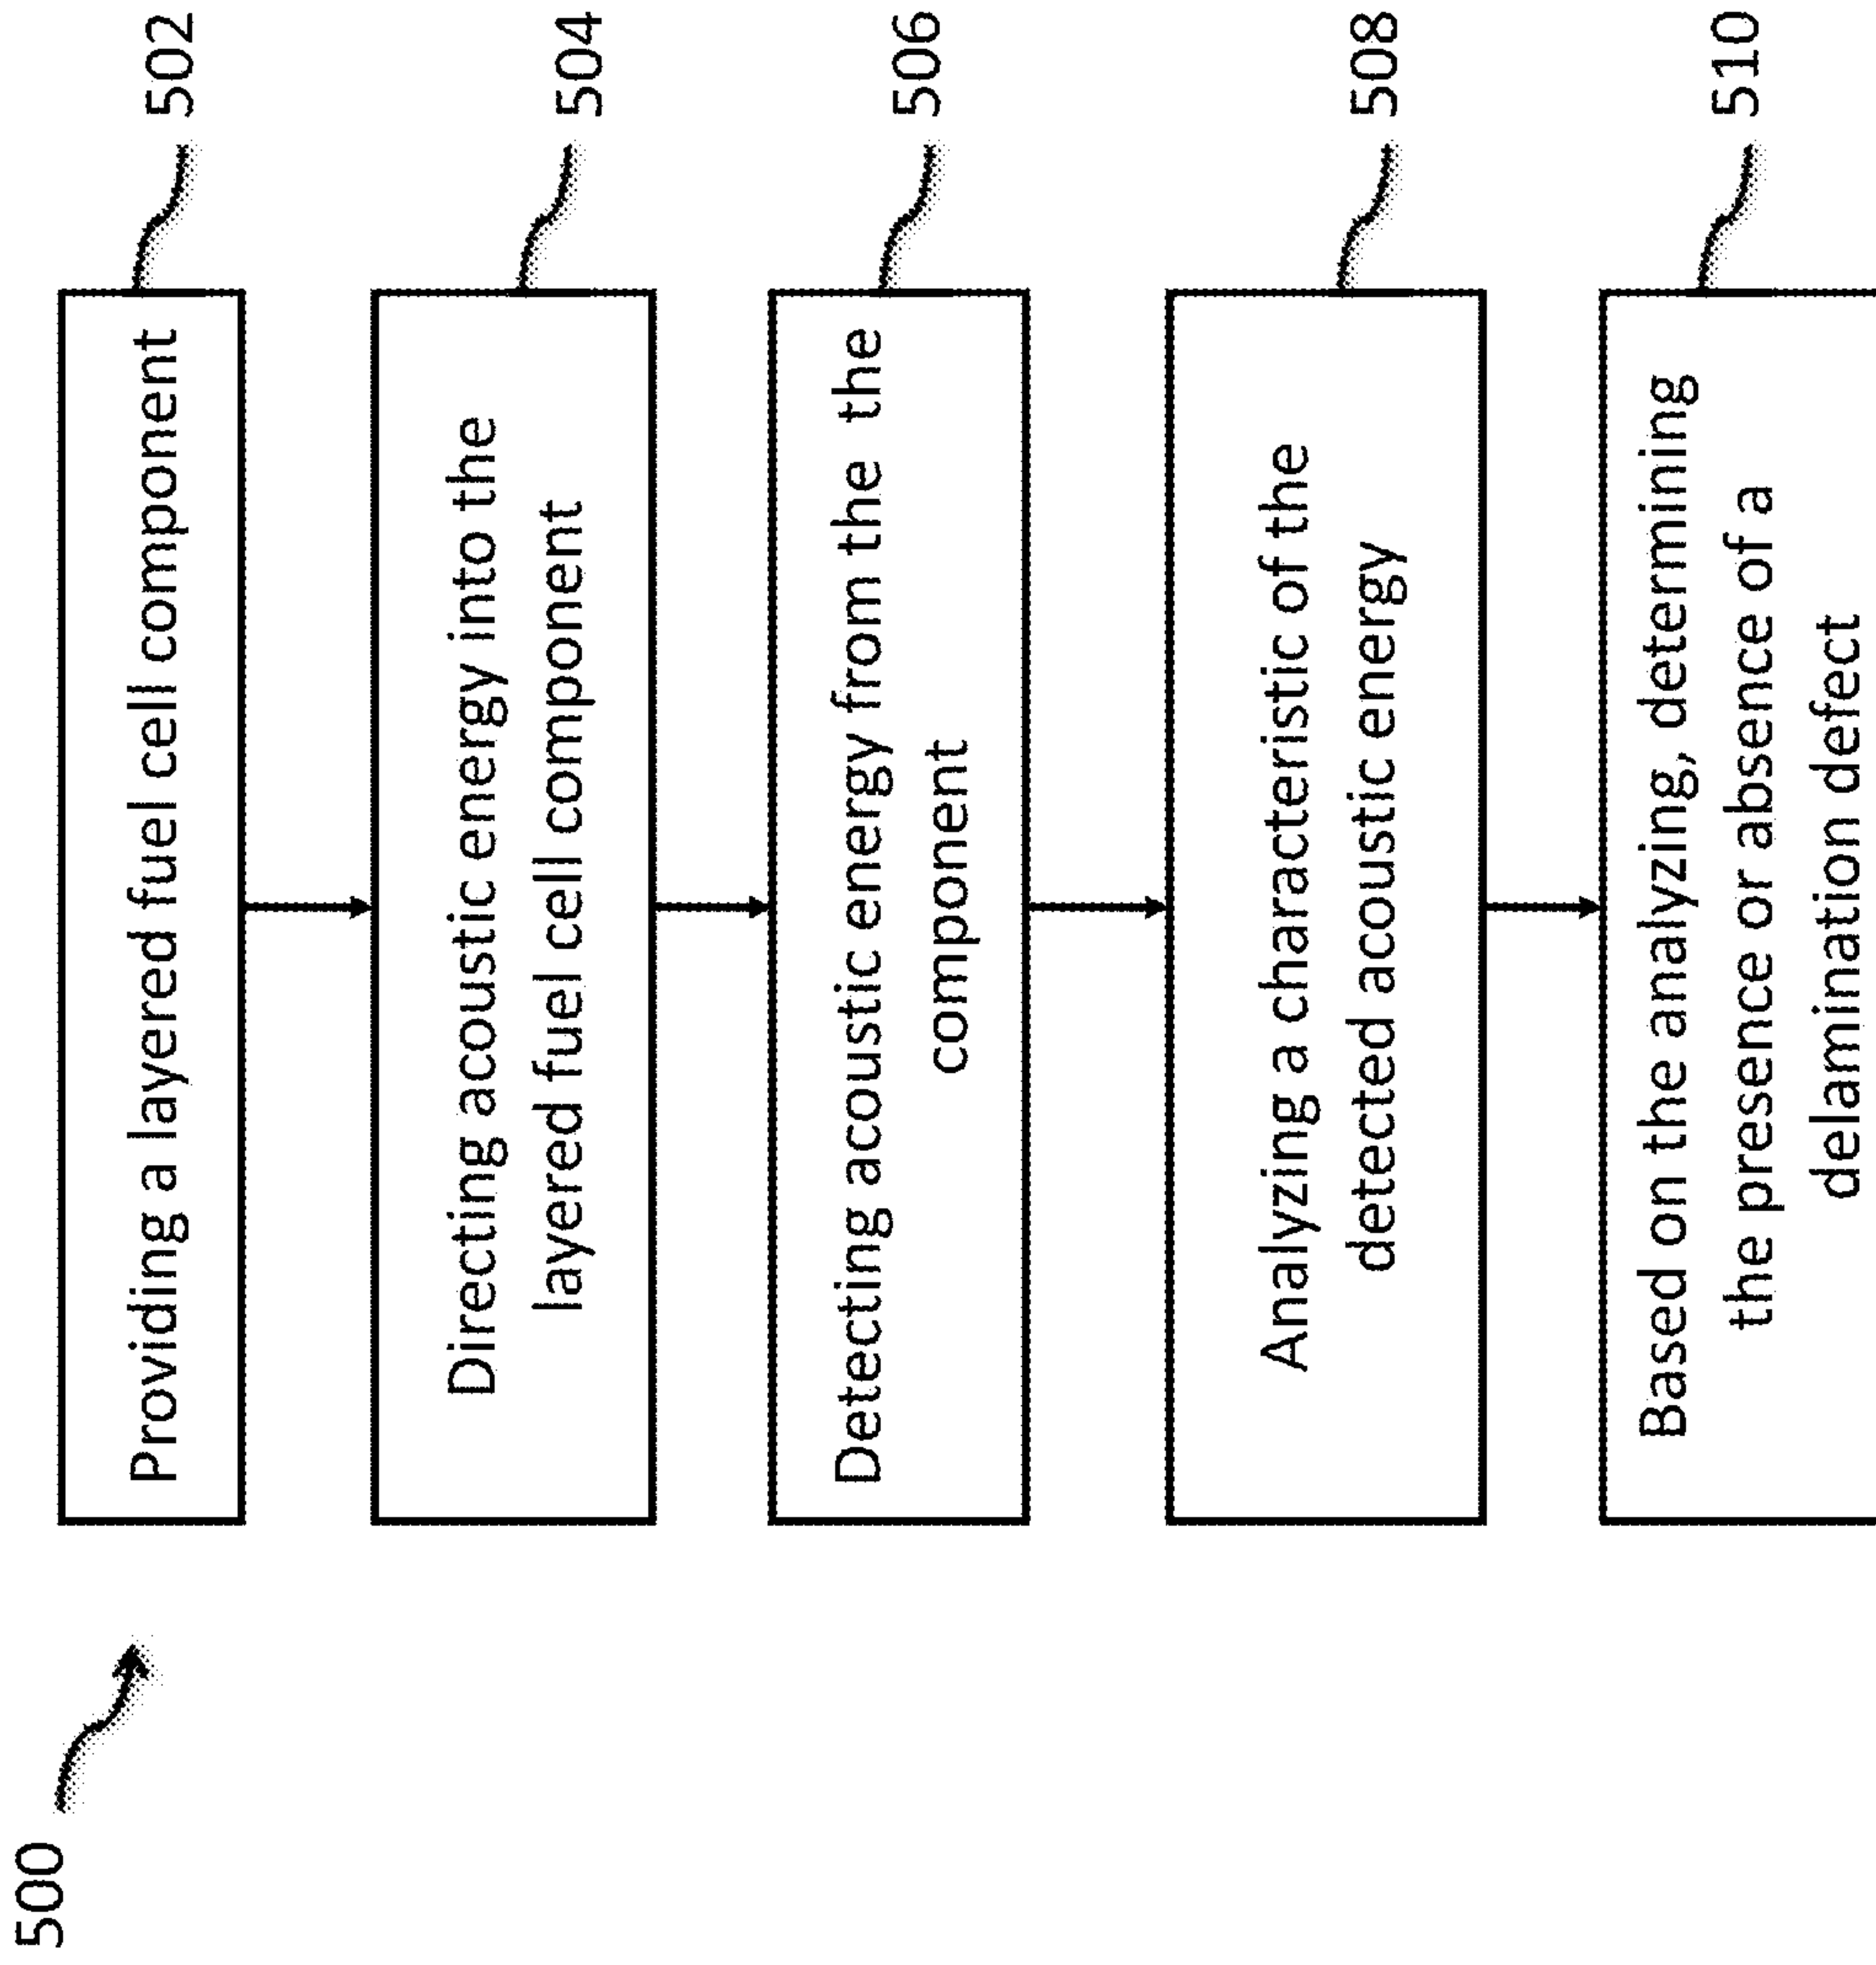 500
Providing a layered fuel cell component
502
Directing acoustic energy into the
layered fuel cell component
504
Detecting acoustic energy from the the
component
506
Analyzing a characteristic of the
detected acoustic energy
508
Based on the analyzing, determining
the presence or absence of a
delamination defect
510